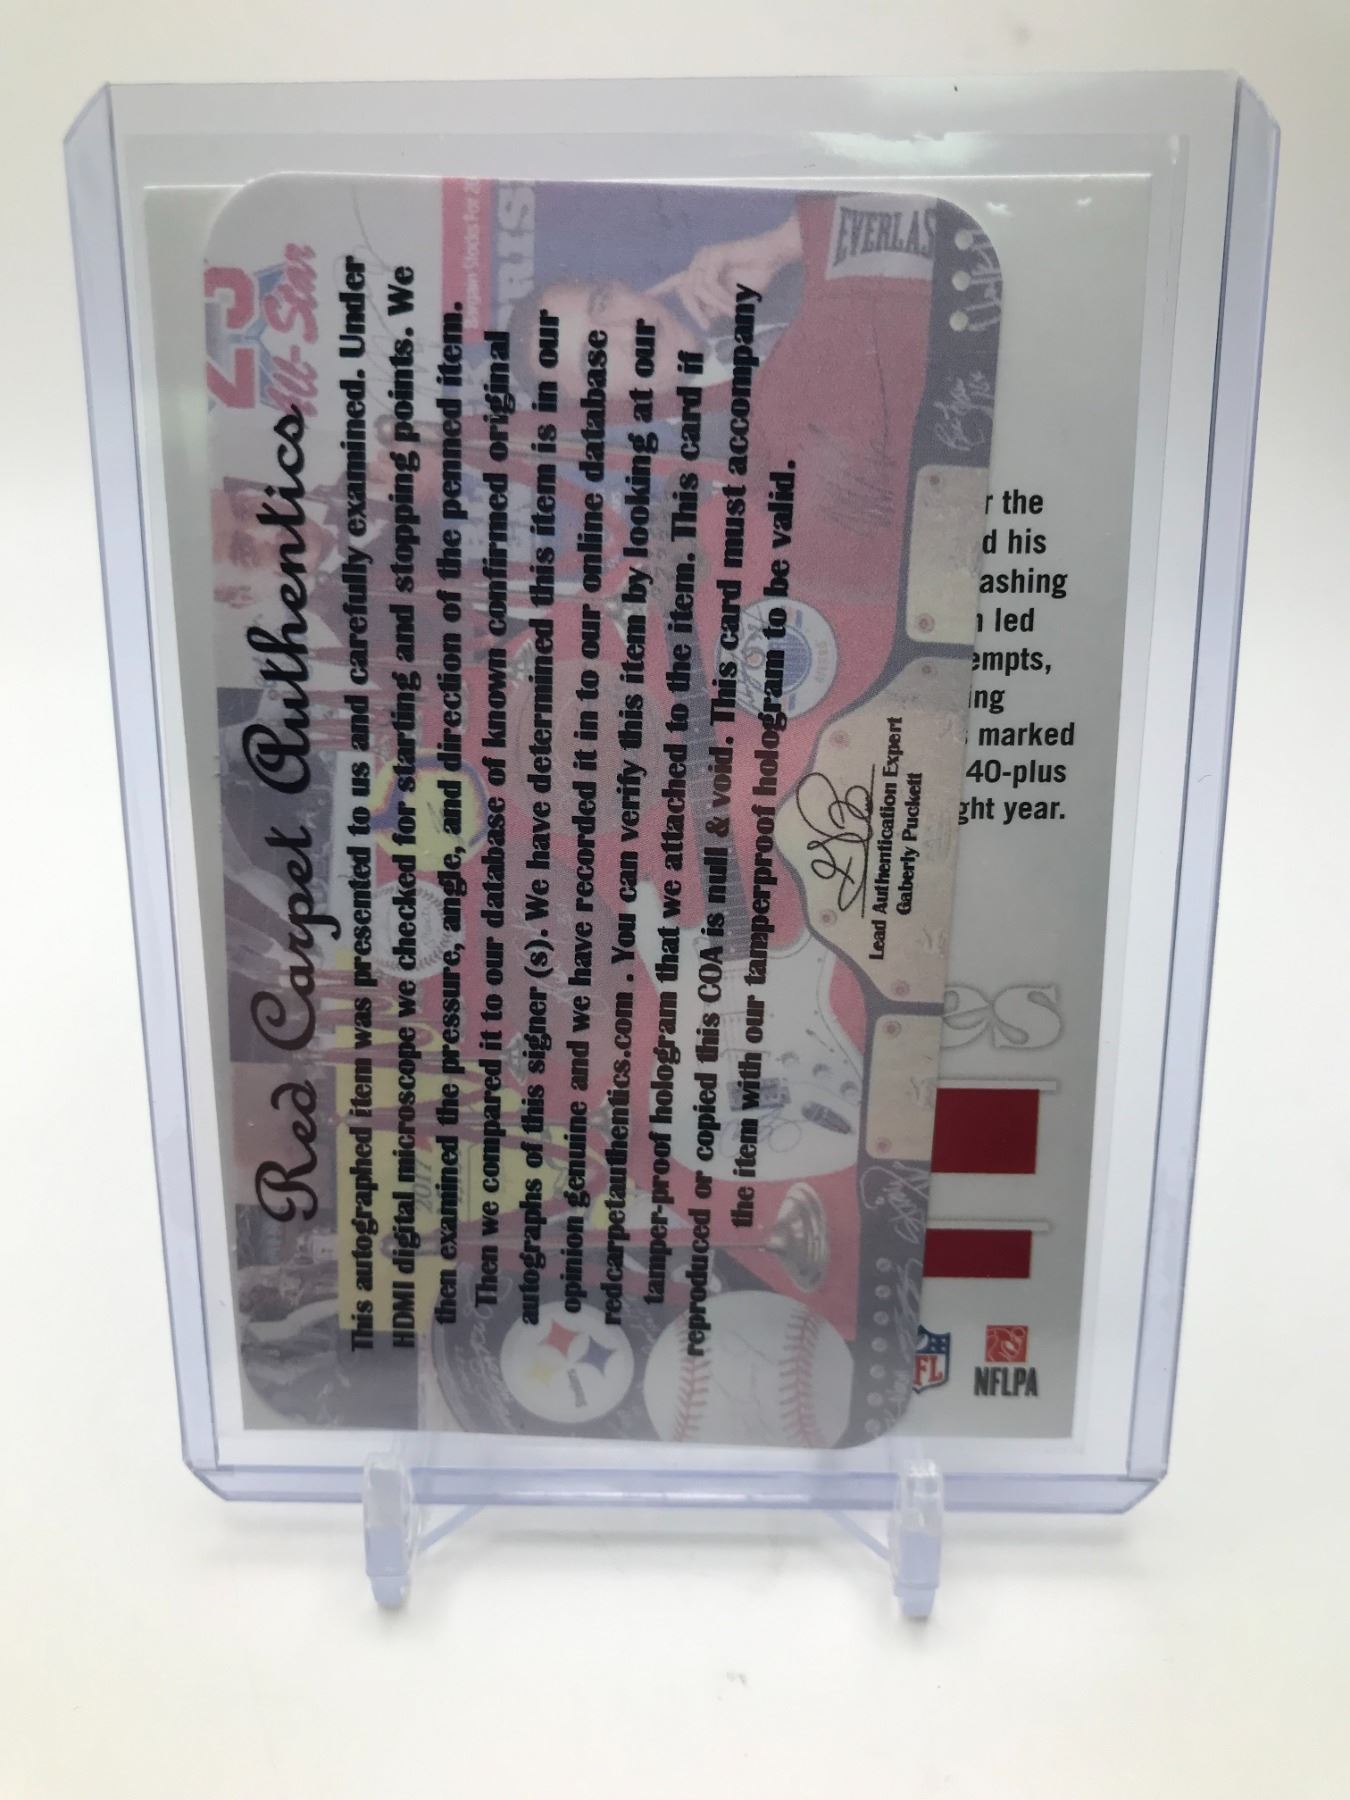 Red Carpet Authentics
This autographed item was presented to us and carefully examined. Under
HDMI digital microscope we checked for starting and stopping points. We
then examined the pressure, angle, and direction of the penned item.
Then we compared it to our database of known confirmed original
autographs of this signer (s). We have determined this item is in our
opinion genuine and we have recorded it in to our online database
redcarpetauthentics.com . You can verify this item by looking at our
tamper-proof hologram that we attached to the item. This card if
reproduced or copied this COA is null & void. This card must accompany
the item with our tamperproof hologram to be valid.
Lead Authentication Expert
Gaberly Puckett
23
All-Star
EVERLAS
2017
r the
d his
ashing
led
empts,
ing
marked
40-plus
ght year.
FL
NFLPA